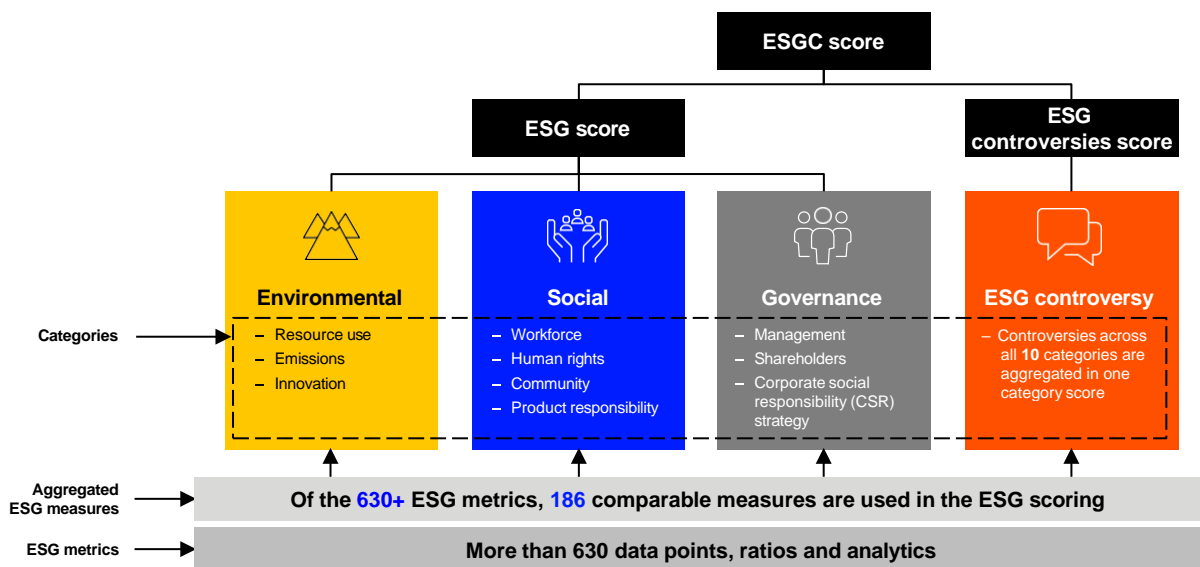 ESGC score
ESG score
ESG
controversies score
Environmental
Social
Governance
ESG controversy
Categories
– Resource use
– Emissions
– Innovation
– Workforce
– Human rights
– Community
– Product responsibility
– Management
– Shareholders
– Corporate social
responsibility (CSR)
strategy
– Controversies across
all 10 categories are
aggregated in one
category score
Aggregated
ESG measures
Of the 630+ ESG metrics, 186 comparable measures are used in the ESG scoring
ESG metrics
More than 630 data points, ratios and analytics